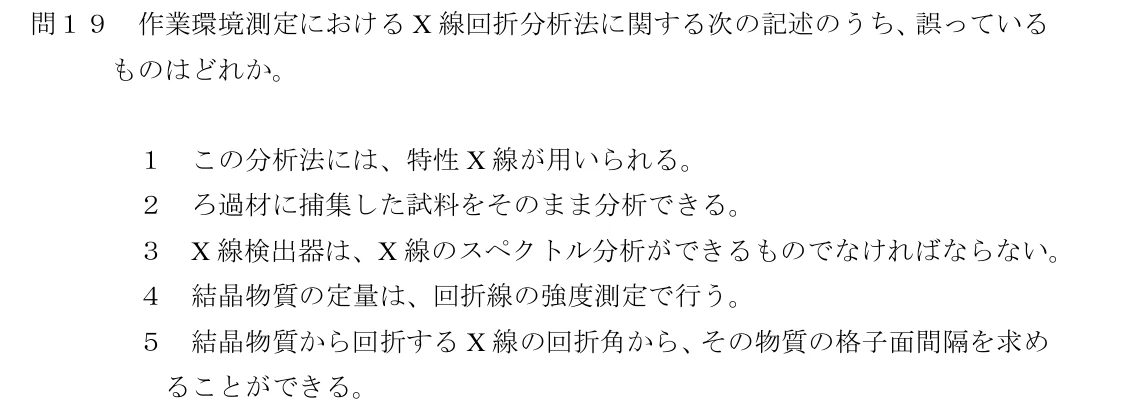 問１９　作業環境測定におけるX線回折分析法に関する次の記述のうち、誤っている
ものはどれか。
１　この分析法には、特性X線が用いられる。
２　ろ過材に捕集した試料をそのまま分析できる。
３　X線検出器は、X線のスペクトル分析ができるものでなければならない。
４　結晶物質の定量は、回折線の強度測定で行う。
５　結晶物質から回折するX線の回折角から、その物質の格子面間隔を求め
ることができる。